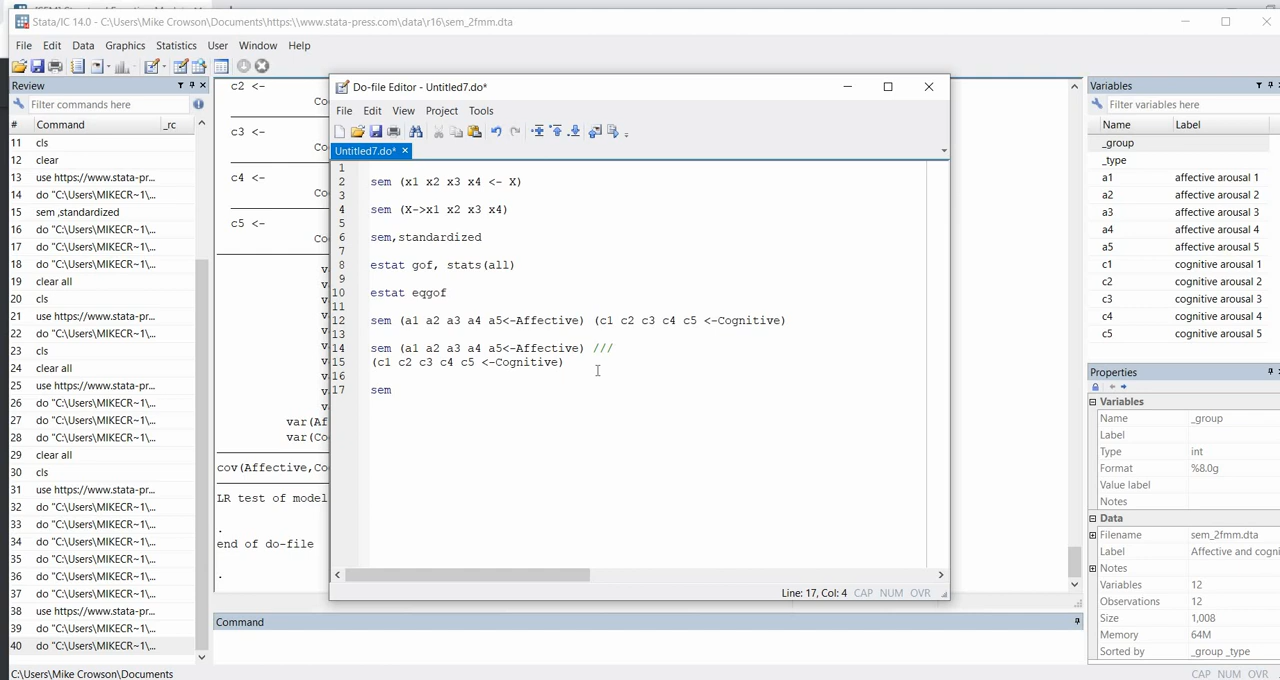 Stata/IC 14.0 - C:\Users\Mike Crowson\Documents\https:\\www.stata-press.com\data\r16\sem_2fmm.dta
File Edit Data Graphics Statistics User Window Help
Review
Filter commands here
# Command _rc
11 cls
12 clear
13 use https://www.stata-pr...
14 do "C:\Users\MIKECR~1\...
15 sem ,standardized
16 do "C:\Users\MIKECR~1\...
17 do "C:\Users\MIKECR~1\...
18 do "C:\Users\MIKECR~1\...
19 clear all
20 cls
21 use https://www.stata-pr...
22 do "C:\Users\MIKECR~1\...
23 cls
24 clear all
25 use https://www.stata-pr...
26 do "C:\Users\MIKECR~1\...
27 do "C:\Users\MIKECR~1\...
28 do "C:\Users\MIKECR~1\...
29 clear all
30 cls
31 use https://www.stata-pr...
32 do "C:\Users\MIKECR~1\...
33 do "C:\Users\MIKECR~1\...
34 do "C:\Users\MIKECR~1\...
35 do "C:\Users\MIKECR~1\...
36 do "C:\Users\MIKECR~1\...
37 do "C:\Users\MIKECR~1\...
38 use https://www.stata-pr...
39 do "C:\Users\MIKECR~1\...
40 do "C:\Users\MIKECR~1\...
c2 <-
Co
c3 <-
Co
c4 <-
Co
c5 <-
Co
var(Af
var(Co
cov(Affective,Co
LR test of model
.
end of do-file
.
Do-file Editor - Untitled7.do*
File Edit View Project Tools
Untitled7.do* ×
1
2 sem (x1 x2 x3 x4 <- X)
3
4 sem (X->x1 x2 x3 x4)
5
6 sem,standardized
7
8 estat gof, stats(all)
9
10 estat eqgof
11
12 sem (a1 a2 a3 a4 a5<-Affective) (c1 c2 c3 c4 c5 <-Cognitive)
13
14 sem (a1 a2 a3 a4 a5<-Affective) ///
15 (c1 c2 c3 c4 c5 <-Cognitive)
16
17 sem
Line: 17, Col: 4 CAP NUM OVR
Command
Variables
Filter variables here
Name Label
_group
_type
a1 affective arousal 1
a2 affective arousal 2
a3 affective arousal 3
a4 affective arousal 4
a5 affective arousal 5
c1 cognitive arousal 1
c2 cognitive arousal 2
c3 cognitive arousal 3
c4 cognitive arousal 4
c5 cognitive arousal 5
Properties
Variables
Name _group
Label
Type int
Format %8.0g
Value label
Notes
Data
Filename sem_2fmm.dta
Label Affective and cogni
Notes
Variables 12
Observations 12
Size 1,008
Memory 64M
Sorted by _group _type
C:\Users\Mike Crowson\Documents
CAP NUM OVR